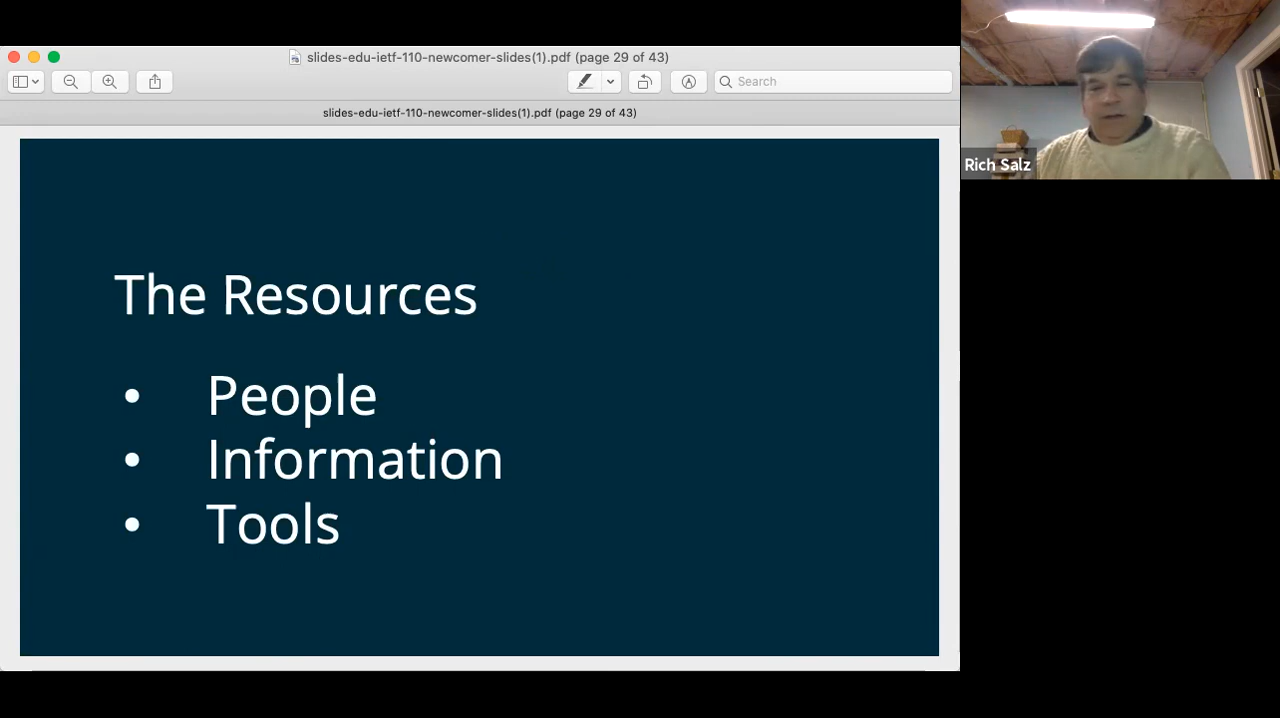 slides-edu-ietf-110-newcomer-slides(1).pdf (page 29 of 43)
Search
slides-edu-ietf-110-newcomer-slides(1).pdf (page 29 of 43)
The Resources
• People
• Information
• Tools
Rich Salz